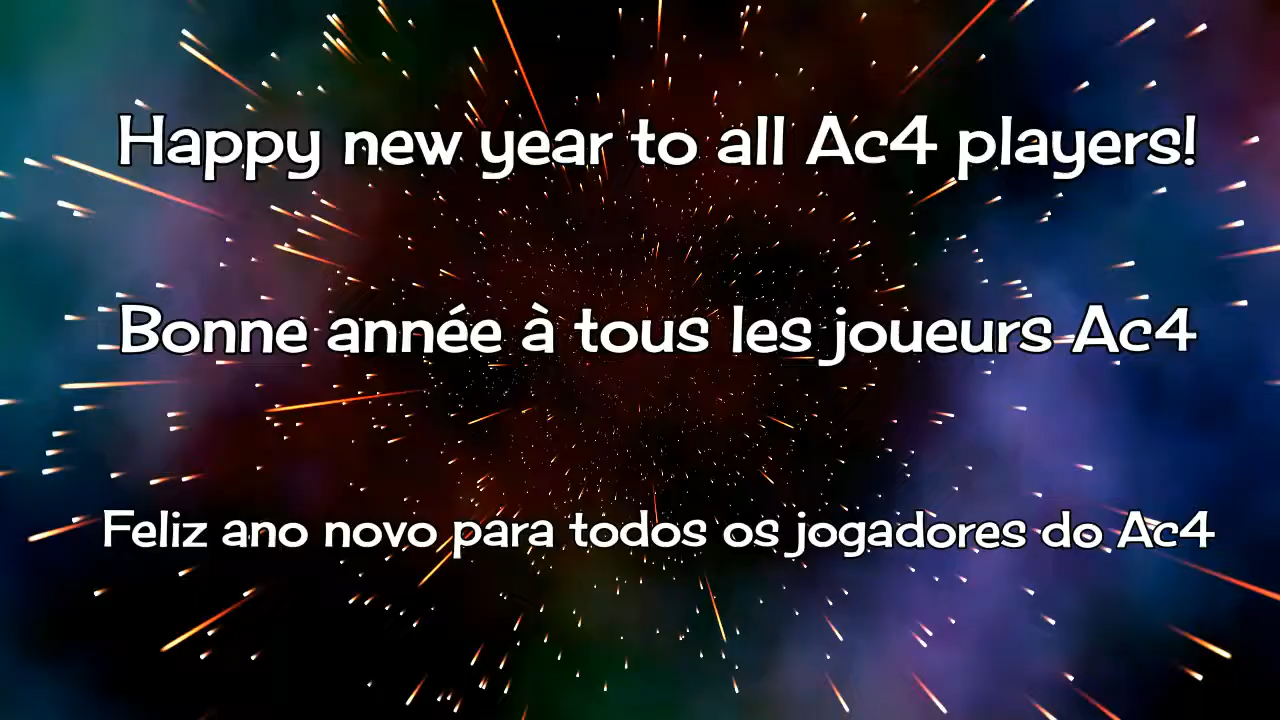 Happy new year to all Ac4 players!
Bonne année à tous les joueurs Ac4
Feliz ano novo para todos os jogadores do Ac4